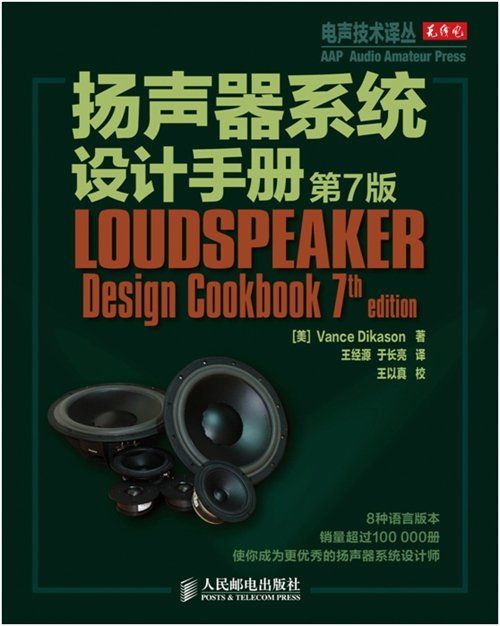 电声技术译丛 无线电
AAP Audio Amateur Press
扬声器系统
设计手册 第7版
LOUDSPEAKER
Design Cookbook 7th edition
[美] Vance Dikason 著
王经源 于长亮 译
王以真 校
8种语言版本
销量超过100 000册
使你成为更优秀的扬声器系统设计师
人民邮电出版社
POSTS & TELECOM PRESS